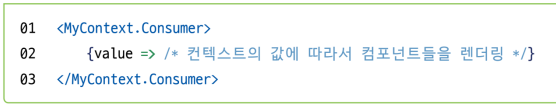 01 <MyContext.Consumer>
02     {value => /* 컨텍스트의 값에 따라서 컴포넌트들을 렌더링 */}
03 </MyContext.Consumer>